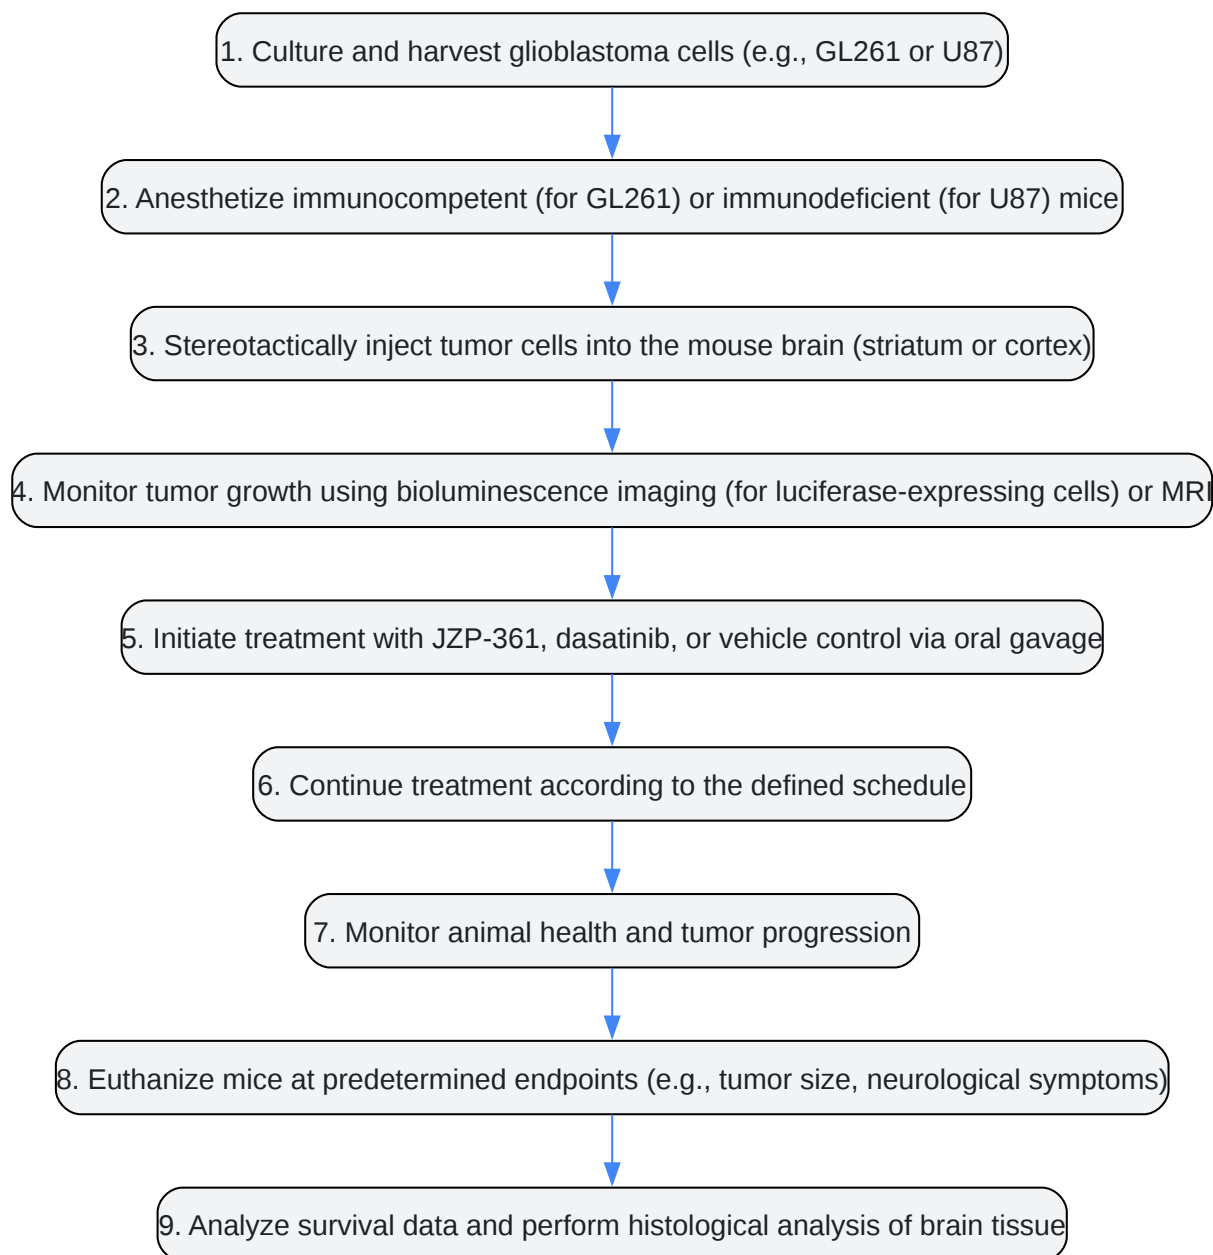 1. Culture and harvest glioblastoma cells (e.g., GL261 or U87)
2. Anesthetize immunocompetent (for GL261) or immunodeficient (for U87) mice
3. Stereotactically inject tumor cells into the mouse brain (striatum or cortex)
4. Monitor tumor growth using bioluminescence imaging (for luciferase-expressing cells) or MRI
5. Initiate treatment with JZP-361, dasatinib, or vehicle control via oral gavage
6. Continue treatment according to the defined schedule
7. Monitor animal health and tumor progression
8. Euthanize mice at predetermined endpoints (e.g., tumor size, neurological symptoms)
9. Analyze survival data and perform histological analysis of brain tissue